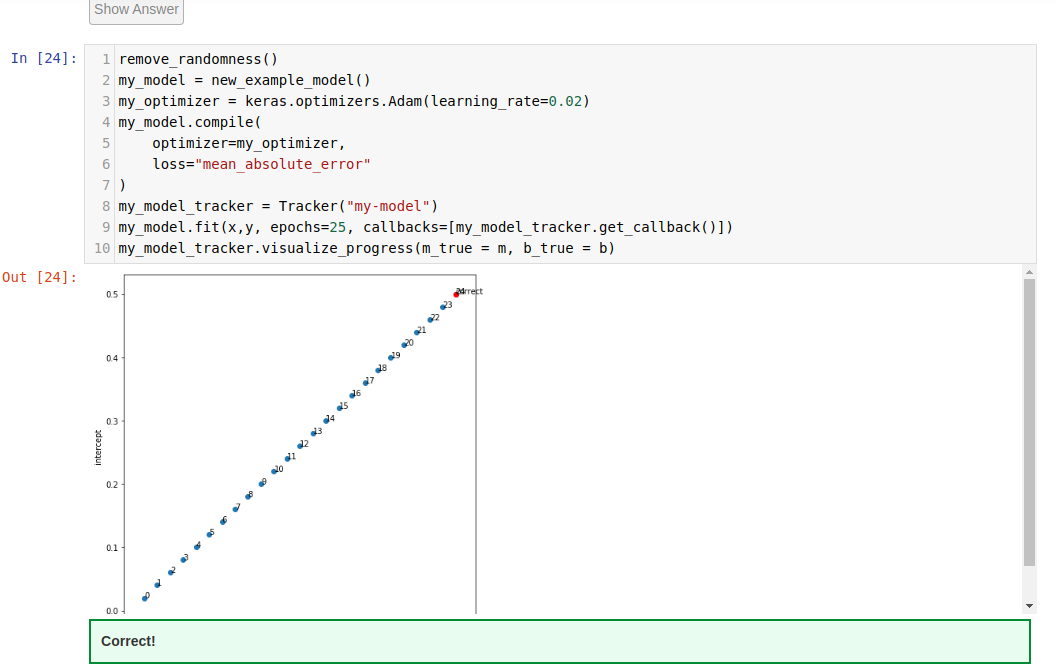 Show Answer
In [24]:
1 remove_randomness()
2 my_model = new_example_model()
3 my_optimizer = keras.optimizers.Adam(learning_rate=0.02)
4 my_model.compile(
5     optimizer=my_optimizer,
6     loss="mean_absolute_error"
7 )
8 my_model_tracker = Tracker("my-model")
9 my_model.fit(x,y, epochs=25, callbacks=[my_model_tracker.get_callback()])
10 my_model_tracker.visualize_progress(m_true = m, b_true = b)
Out [24]:
0.5
0.4
0.3
0.2
0.1
0.0
intercept
24
23
22
21
20
19
18
17
16
15
14
13
12
11
10
9
8
7
6
5
4
3
2
1
0
Correct!